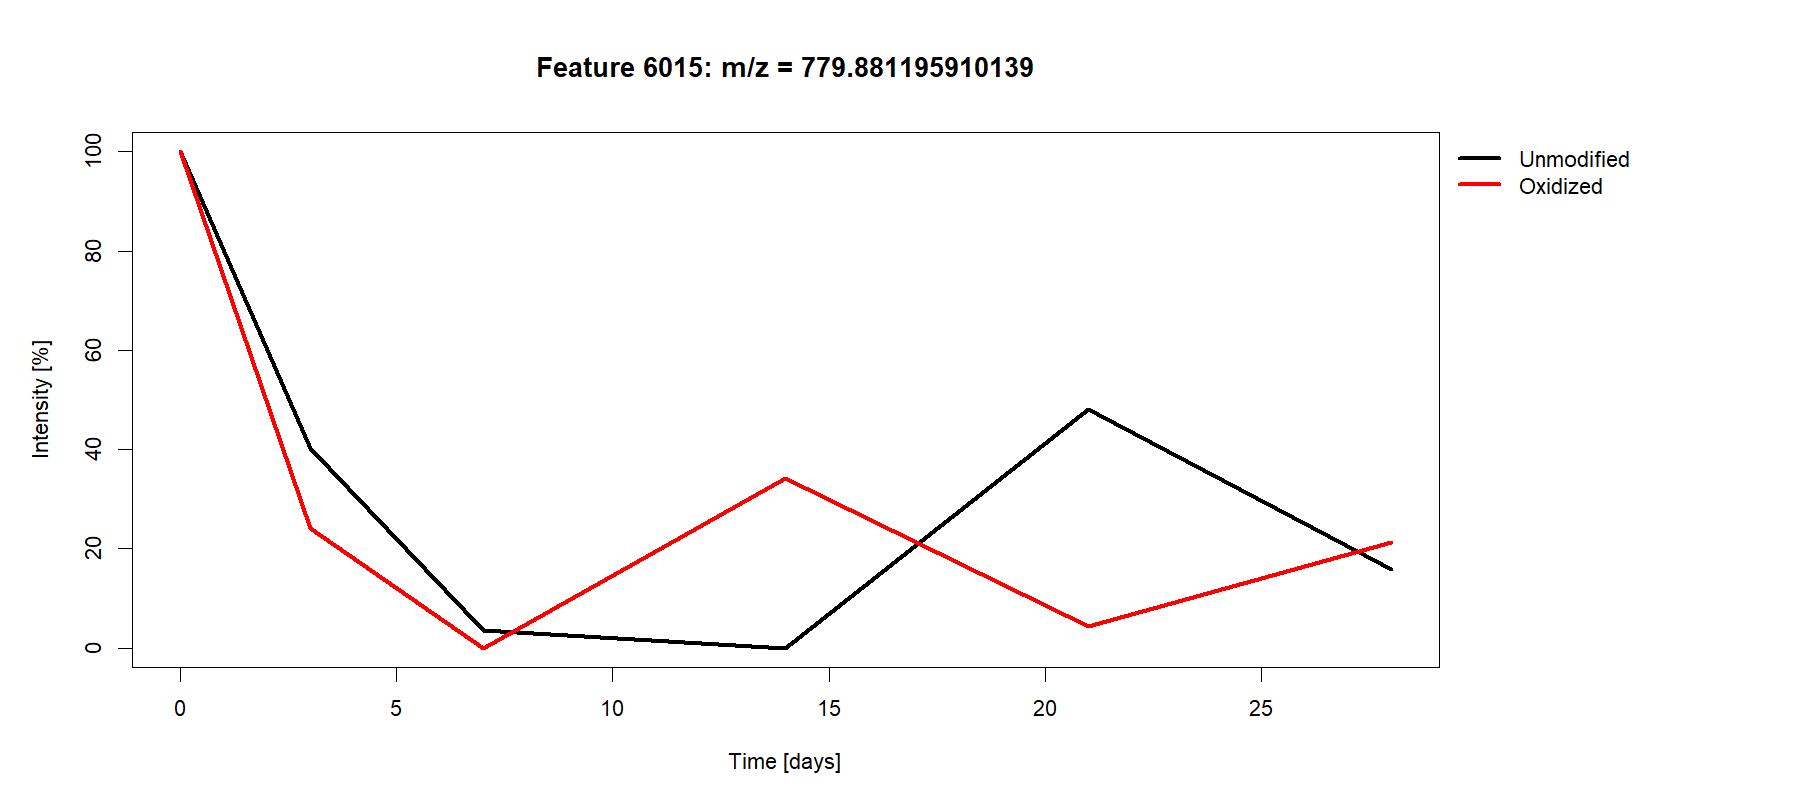 Feature 6015: m/z = 779.881195910139
Unmodified
Oxidized
Intensity [%]
100
80
60
40
20
0
0 5 10 15 20 25
Time [days]